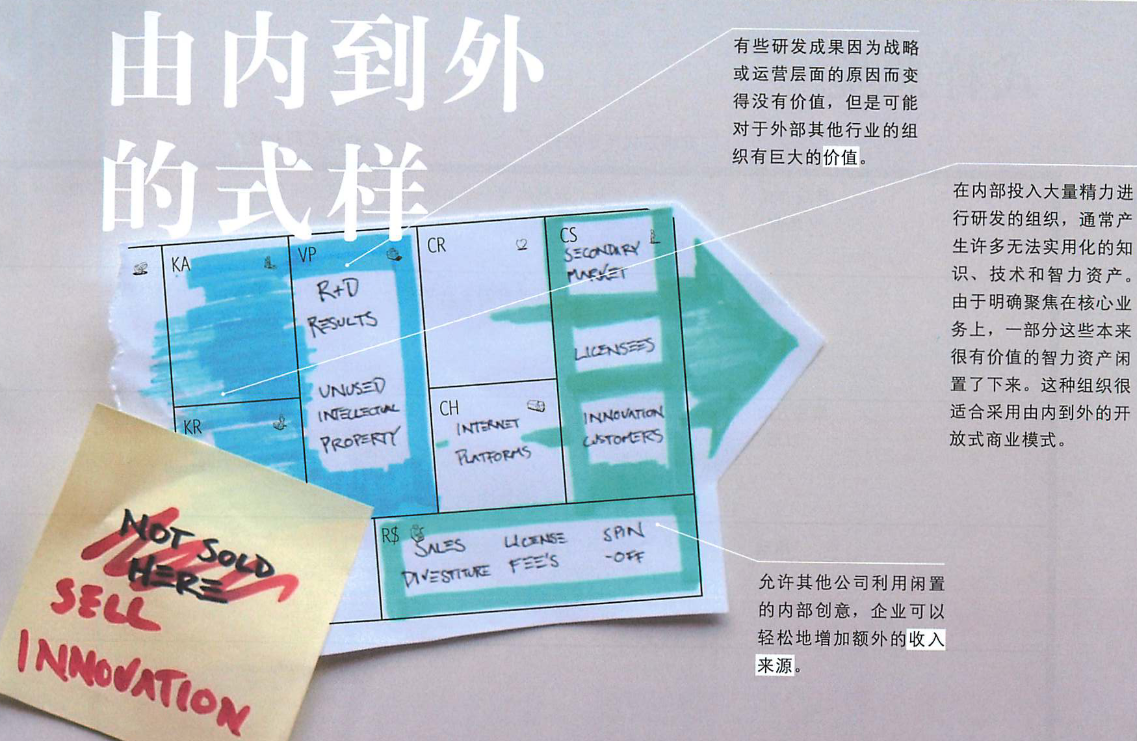 由内到外
的式样
有些研发成果因为战略
或运营层面的原因而变
得没有价值，但是可能
对于外部其他行业的组
织有巨大的价值。
在内部投入大量精力进
行研发的组织，通常产
生许多无法实用化的知
识、技术和智力资产。
由于明确聚焦在核心业
务上，一部分这些本来
很有价值的智力资产闲
置了下来。这种组织很
适合采用由内到外的开
放式商业模式。
KA
VP
R+D
RESULTS
UNUSED
INTELLECTUAL
PROPERTY
CR
CS
SECONDARY
MARKET
LICENSEES
INNOVATION
CUSTOMERS
KR
CH
INTERNET
PLATFORMS
R$
SALES LICENSE SPIN
DIVESTITURE FEE'S -OFF
NOT SOLD
HERE
SELL
INNOVATION
允许其他公司利用闲置
的内部创意，企业可以
轻松地增加额外的收入
来源。